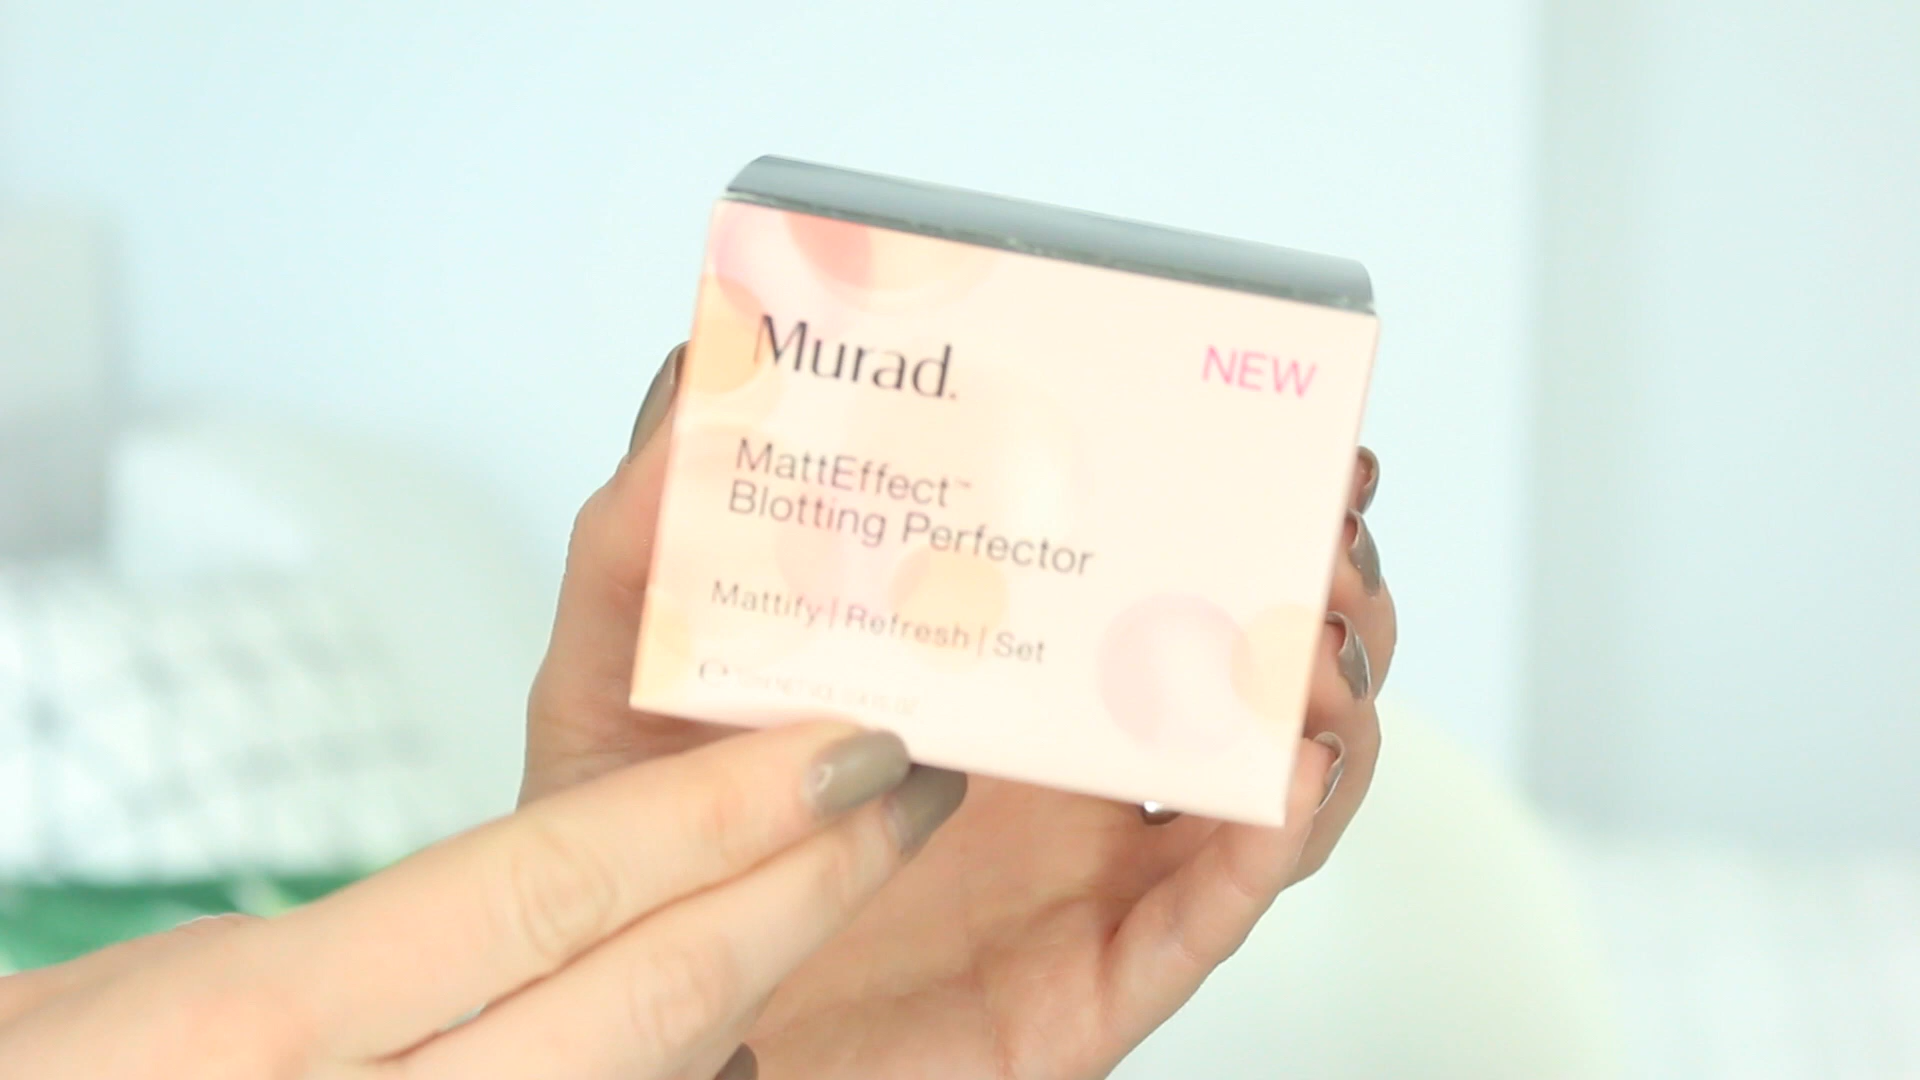 Murad.
NEW
MattEffect™
Blotting Perfector
Mattify | Refresh | Set